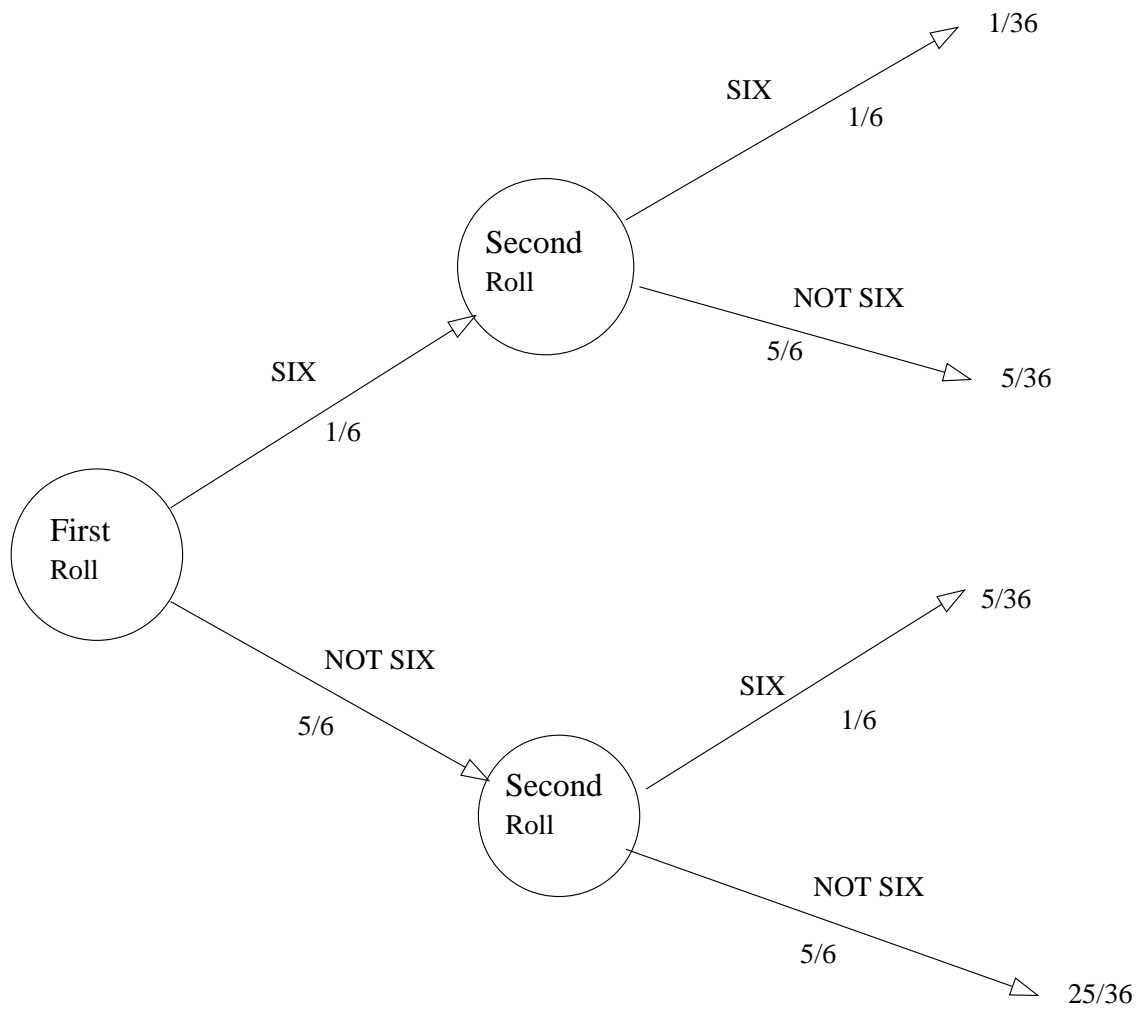 1/36
SIX
1/6
Second
Roll
NOT SIX
5/6
5/36
SIX
1/6
First
Roll
5/36
NOT SIX
SIX
5/6
1/6
Second
Roll
NOT SIX
5/6
25/36